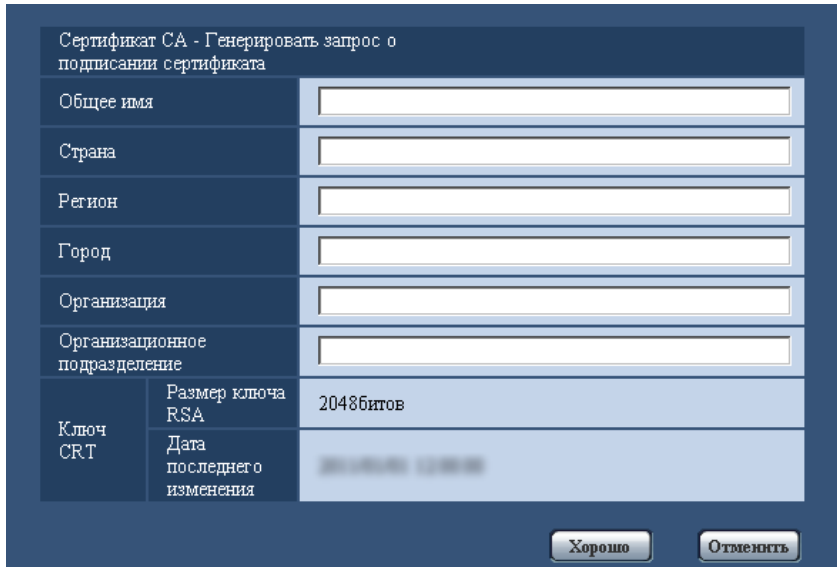 Сертификат CA - Генерировать запрос о
подписании сертификата
Общее имя
Страна
Регион
Город
Организация
Организационное
подразделение
Ключ
CRT
Размер ключа
RSA
2048битов
Дата
последнего
изменения
Хорошо
Отменить